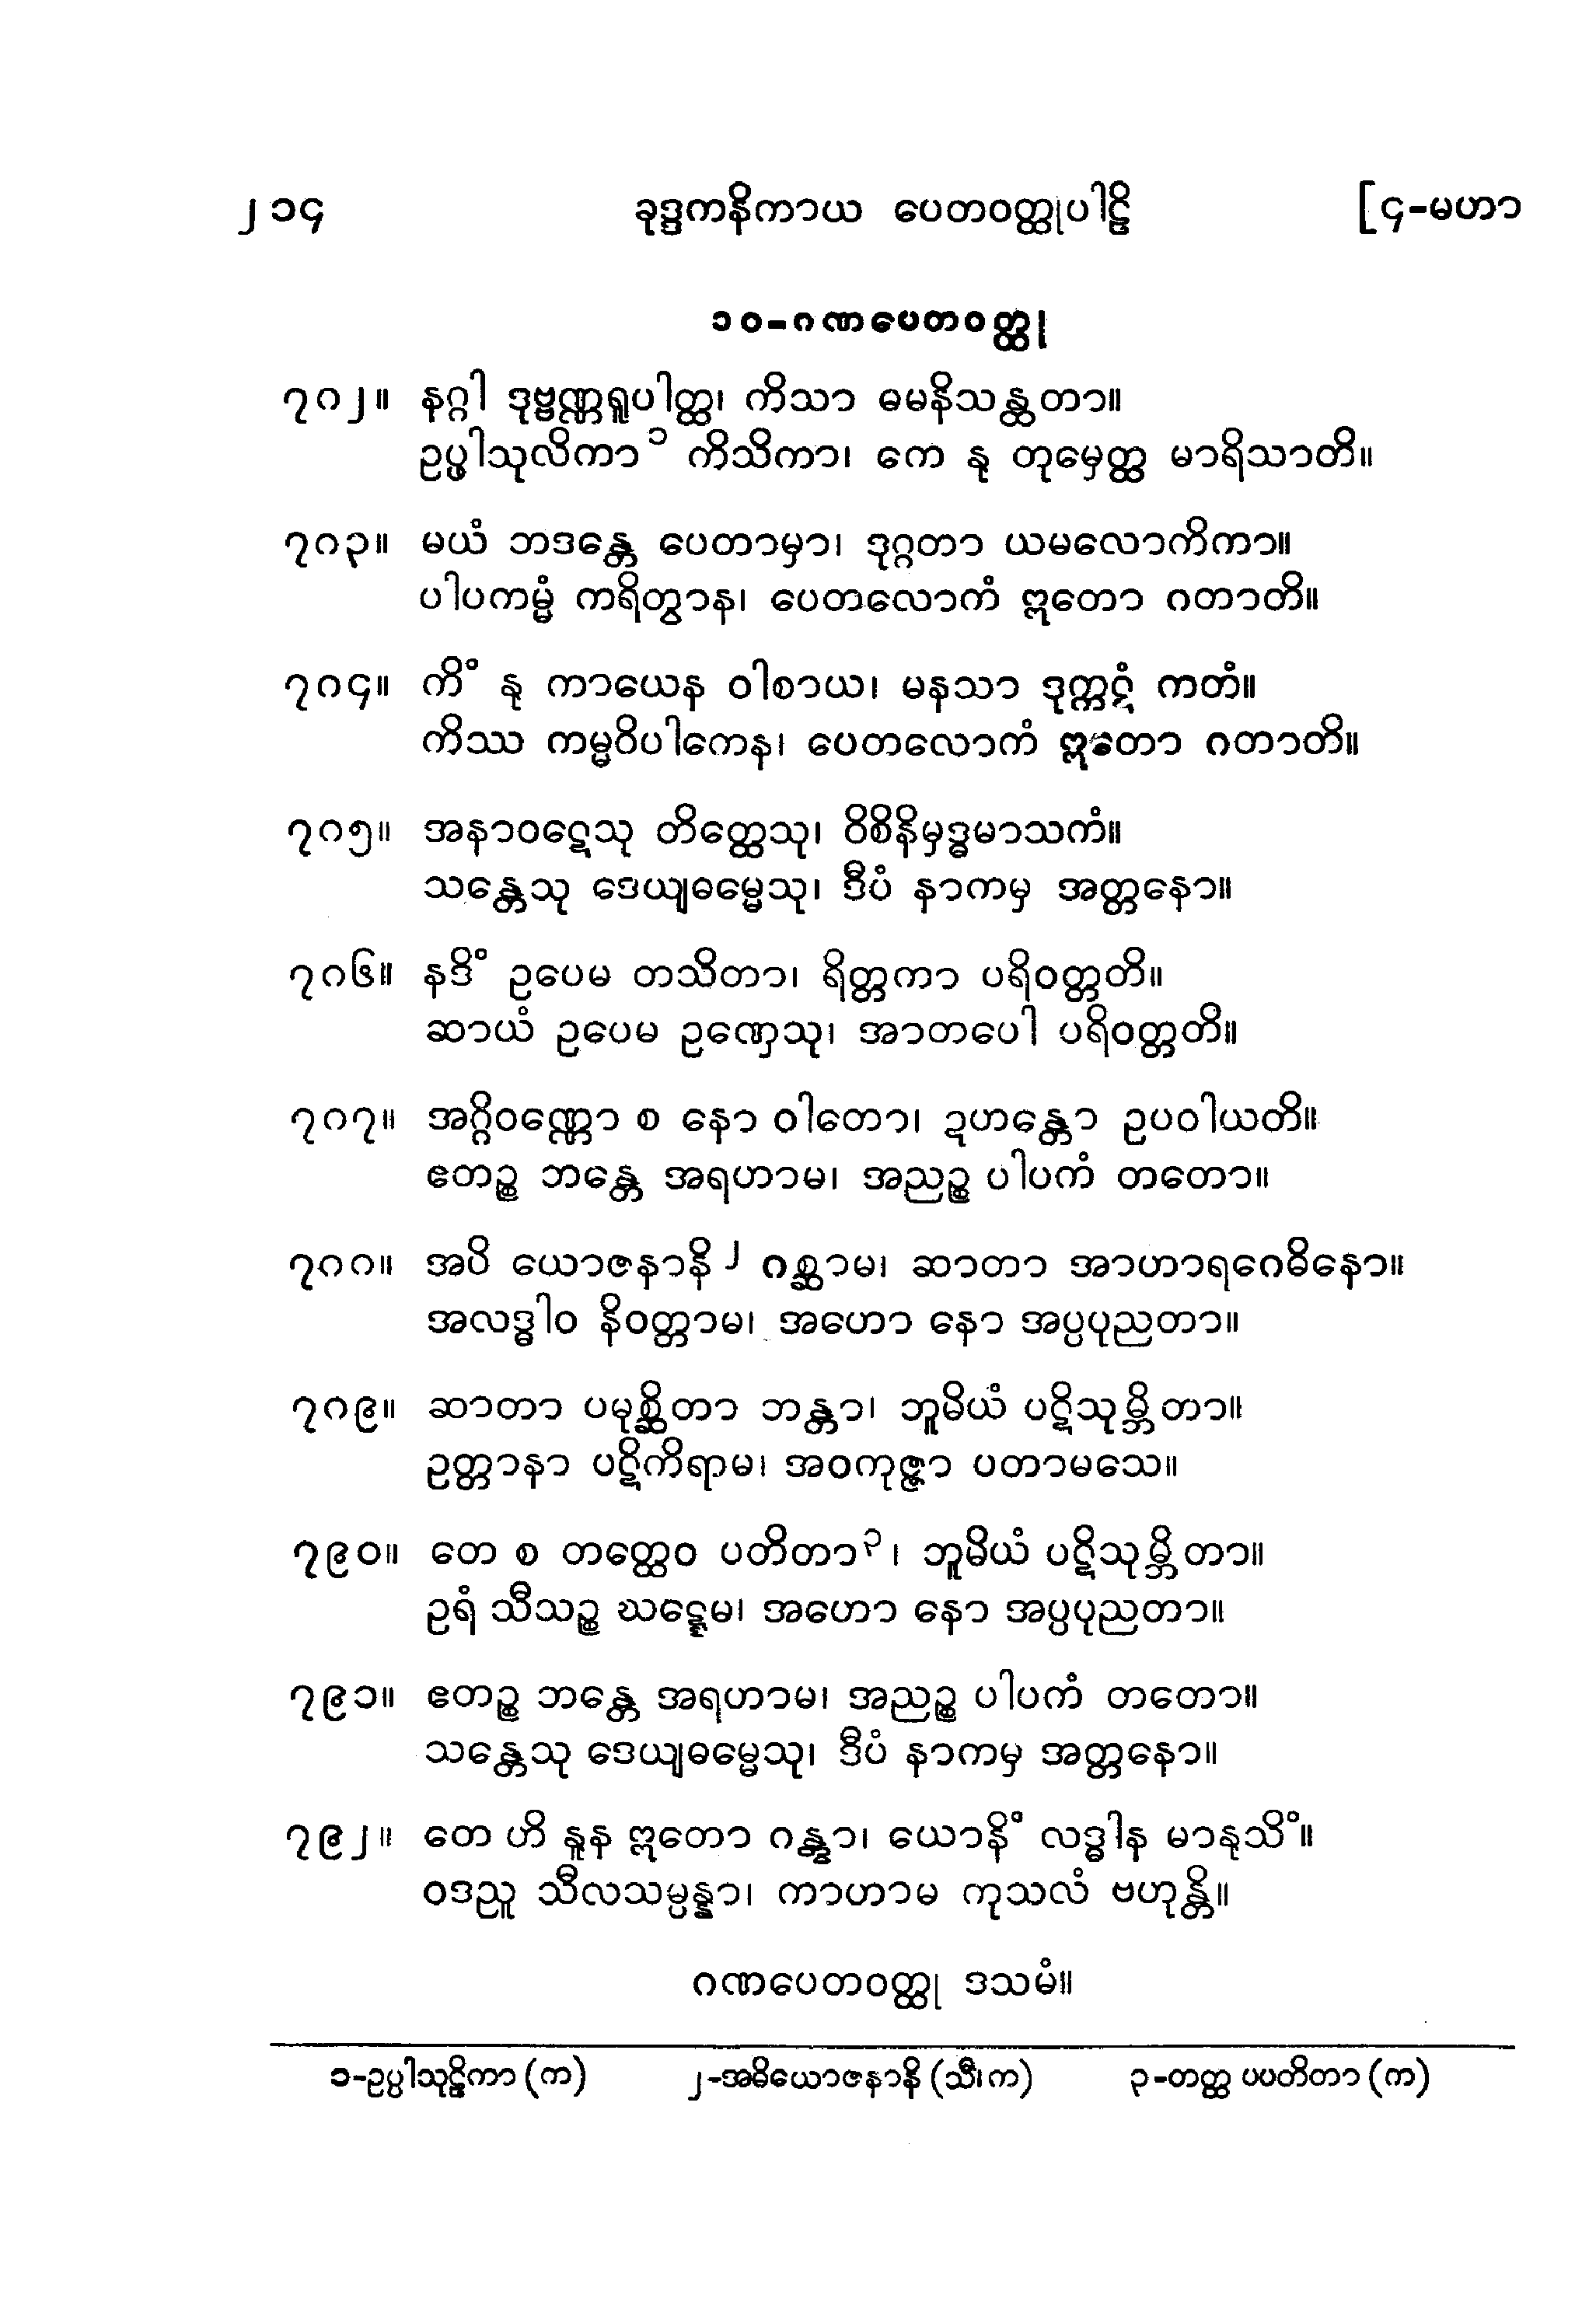 ၂၁၄ ခုဒ္ဒကနိကာယ ပေတဝတ္ထုပါဠိ [၄-မဟာ
၁၀-ဂဏပေတဝတ္ထု
၇၈၂။ နဂ္ဂါ ဒုဗ္ဗဏ္ဏရူပါတ္ထ၊ ကိသာ ဓမနိသန္ထတာ။
ဥပ္ဖါသုလိကာ၁ ကိသိကာ၊ ကေ နု တုမှေတ္ထ မာရိသာတိ။
၇၈၃။ မယံ ဘဒန္တေ ပေတာမှာ၊ ဒုဂ္ဂတာ ယမလောကိကာ။
ပါပကမ္မံ ကရိတွာန၊ ပေတလောကံ ဣတော ဂတာတိ။
၇၈၄။ ကိံ နု ကာယေန ဝါစာယ၊ မနသာ ဒုက္ကဋံ ကတံ။
ကိဿ ကမ္မဝိပါကေန၊ ပေတလောကံ ဣတော ဂတာတိ။
၇၈၅။ အနာဝဋေသု တိတ္ထေသု၊ ဝိစိနိမှဒ္ဓမာသကံ။
သန္တေသု ဒေယျဓမ္မေသု၊ ဒီပံ နာကမှ အတ္တနော။
၇၈၆။ နဒိံ ဥပေမ တသိတာ၊ ရိတ္တကာ ပရိဝတ္တတိ။
ဆာယံ ဥပေမ ဥဏှေသု၊ အာတပေါ ပရိဝတ္တတိ။
၇၈၇။ အဂ္ဂိဝဏ္ဏော စ နော ဝါတော၊ ဍဟန္တော ဥပဝါယတိ။
ဧတဉ္စ ဘန္တေ အရဟာမ၊ အညဉ္စ ပါပကံ တတော။
၇၈၈။ အပိ ယောဇနာနိ၂ ဂစ္ဆာမ၊ ဆာတာ အာဟာရဂေဓိနော။
အလဒ္ဓါဝ နိဝတ္တာမ၊ အဟော နော အပ္ပပုညတာ။
၇၈၉။ ဆာတာ ပမုစ္ဆိတာ ဘန္တာ၊ ဘူမိယံ ပဋိသုမ္ဘိတာ။
ဥတ္တာနာ ပဋိကိရာမ၊ အဝကုဇ္ဇာ ပတာမသေ။
၇၉၀။ တေ စ တတ္ထေဝ ပတိတာ၃၊ ဘူမိယံ ပဋိသုမ္ဘိတာ။
ဥရံ သီသဉ္စ ဃဋ္ဋေမ၊ အဟော နော အပ္ပပုညတာ။
၇၉၁။ ဧတဉ္စ ဘန္တေ အရဟာမ၊ အညဉ္စ ပါပကံ တတော။
သန္တေသု ဒေယျဓမ္မေသု၊ ဒီပံ နာကမှ အတ္တနော။
၇၉၂။ တေ ဟိ နူန ဣတော ဂန္တွာ၊ ယောနိံ လဒ္ဓါန မာနုသိံ။
ဝဒညူ သီလသမ္ပန္နာ၊ ကာဟာမ ကုသလံ ဗဟုန္တိ။
ဂဏပေတဝတ္ထု ဒသမံ။
၁-ဥပ္ပါသုဠိကာ (က) ၂-အဓိယောဇနာနိ (သီ၊ က) ၃-တတ္ထ ပပတိတာ (က)